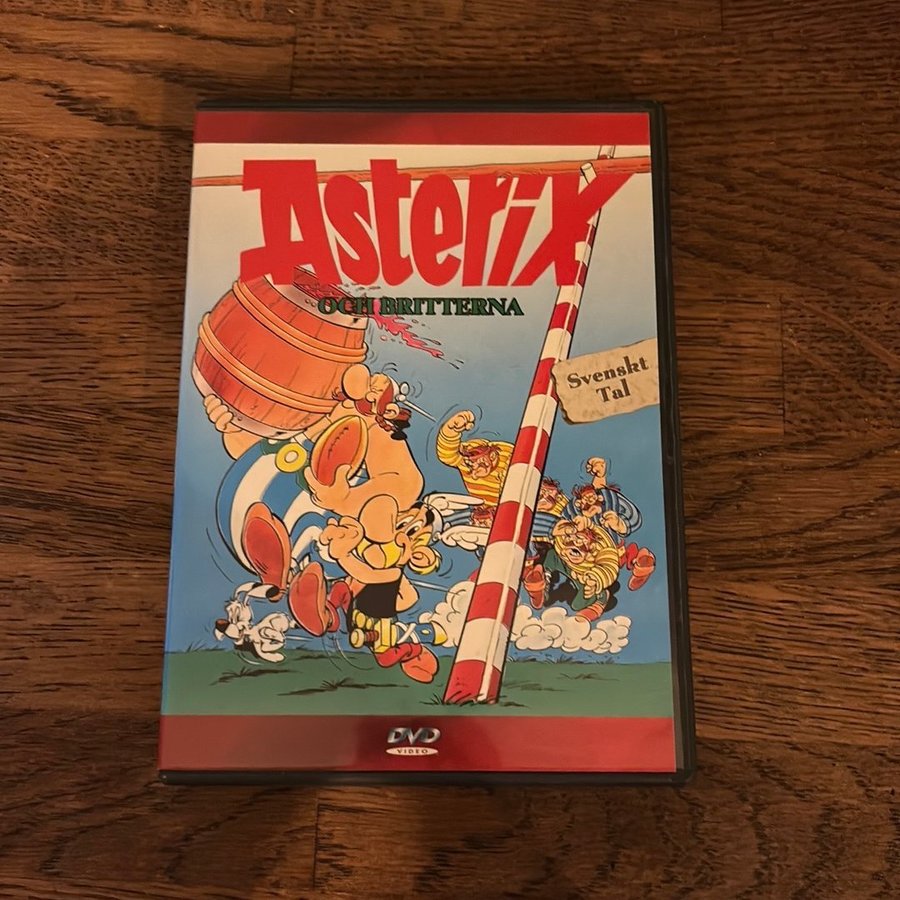 Asterix
OCH BRITTERNA
Svenskt
Tal
DVD
VIDEO